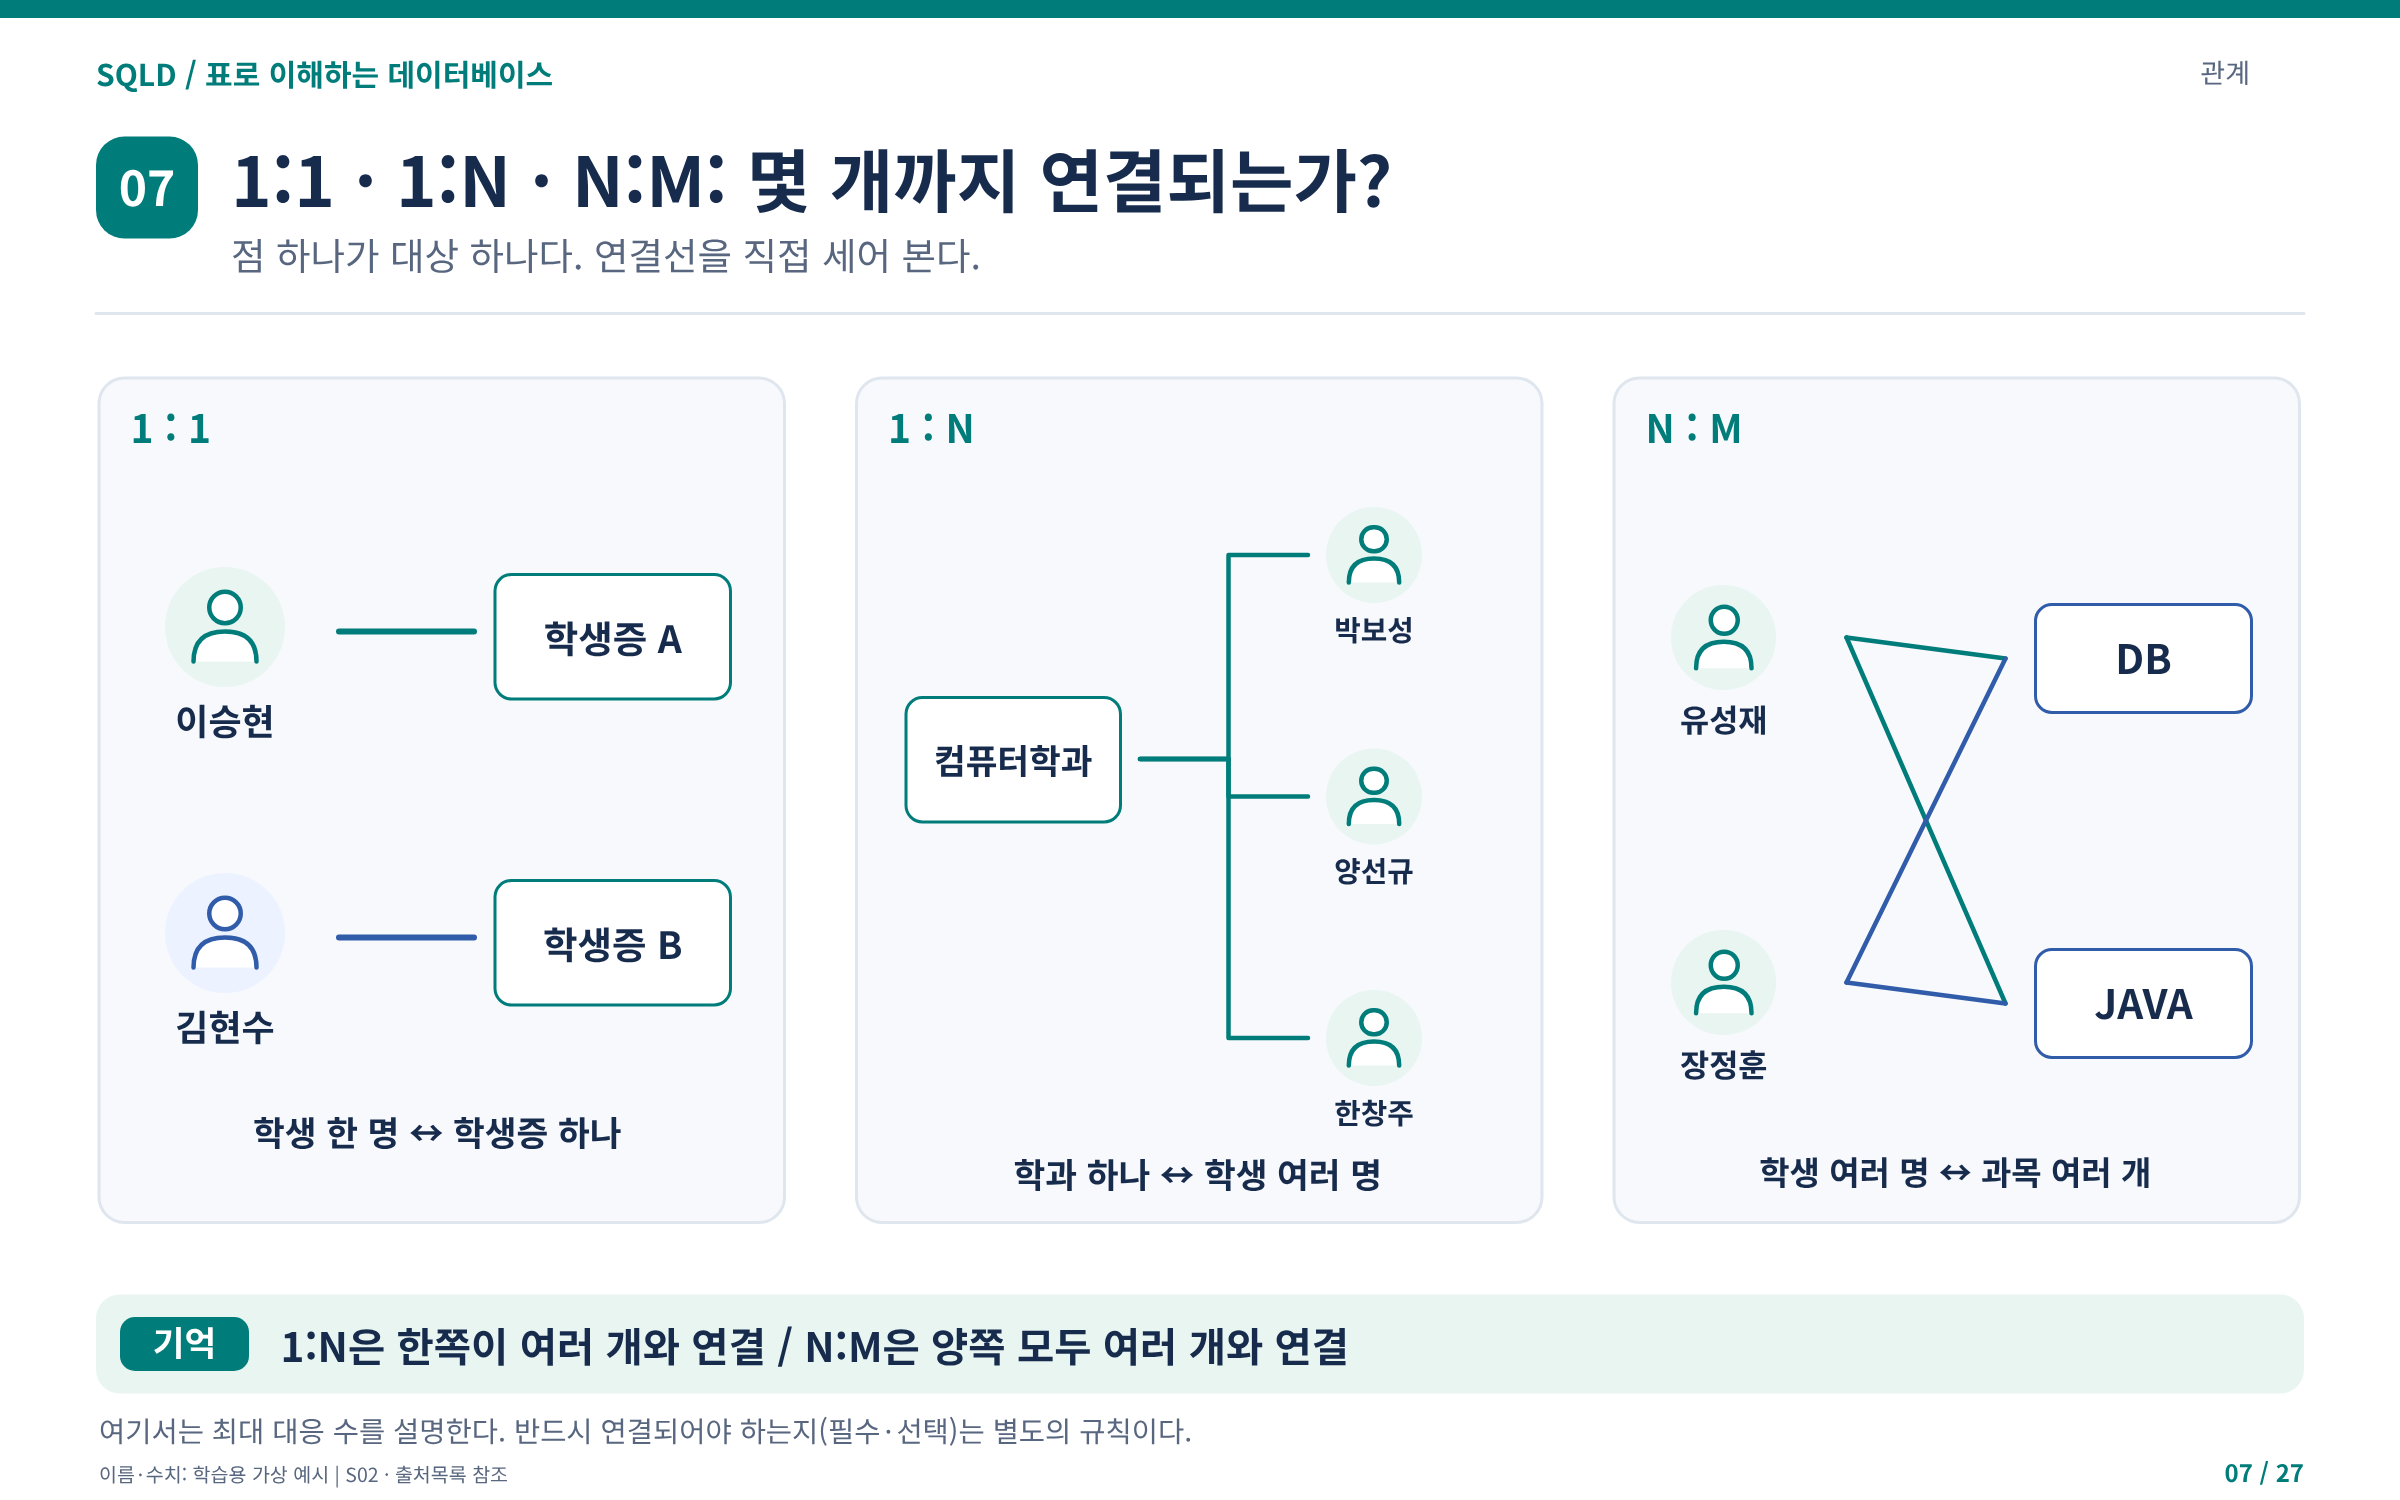 SQLD / 표로 이해하는 데이터베이스
관계
07
1:1 · 1:N · N:M: 몇 개까지 연결되는가?
점 하나가 대상 하나다. 연결선을 직접 세어 본다.
1 : 1
이승현
학생증 A
김현수
학생증 B
학생 한 명 ↔ 학생증 하나
1 : N
컴퓨터학과
박보성
양선규
한창주
학과 하나 ↔ 학생 여러 명
N : M
유성재
DB
장정훈
JAVA
학생 여러 명 ↔ 과목 여러 개
기억
1:N은 한쪽이 여러 개와 연결 / N:M은 양쪽 모두 여러 개와 연결
여기서는 최대 대응 수를 설명한다. 반드시 연결되어야 하는지(필수·선택)는 별도의 규칙이다.
이름·수치: 학습용 가상 예시 | S02 · 출처목록 참조
07 / 27